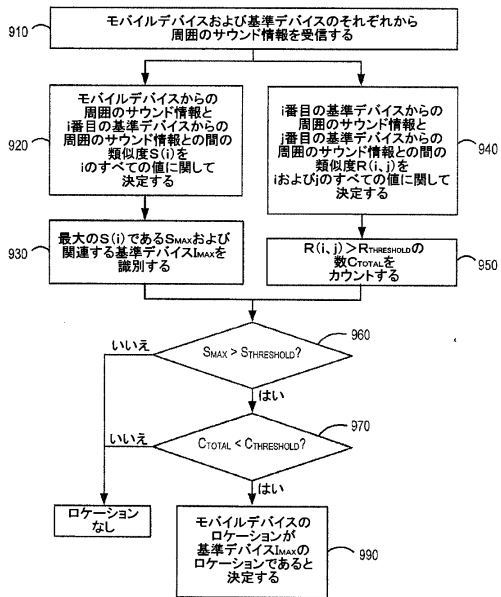 910
モバイルデバイスおよび基準デバイスのそれぞれから
周囲のサウンド情報を受信する
920
モバイルデバイスからの
周囲のサウンド情報と
i番目の基準デバイスからの
周囲のサウンド情報との間の
類似度S(i)を
iのすべての値に関して
決定する
i番目の基準デバイスからの
周囲のサウンド情報と
j番目の基準デバイスからの
周囲のサウンド情報との間の
類似度R(i、j)を
iおよびjのすべての値に関して
決定する
940
930
最大のS(i)であるSMAXおよび
関連する基準デバイスIMAXを
識別する
R(i、j)>RTHRESHOLDの
数CTOTALを
カウントする
950
960
いいえ
SMAX>STHRESHOLD?
はい
970
いいえ
CTOTAL<CTHRESHOLD?
はい
ロケーション
なし
モバイルデバイスの
ロケーションが
基準デバイスIMAXの
ロケーションであると
決定する
990